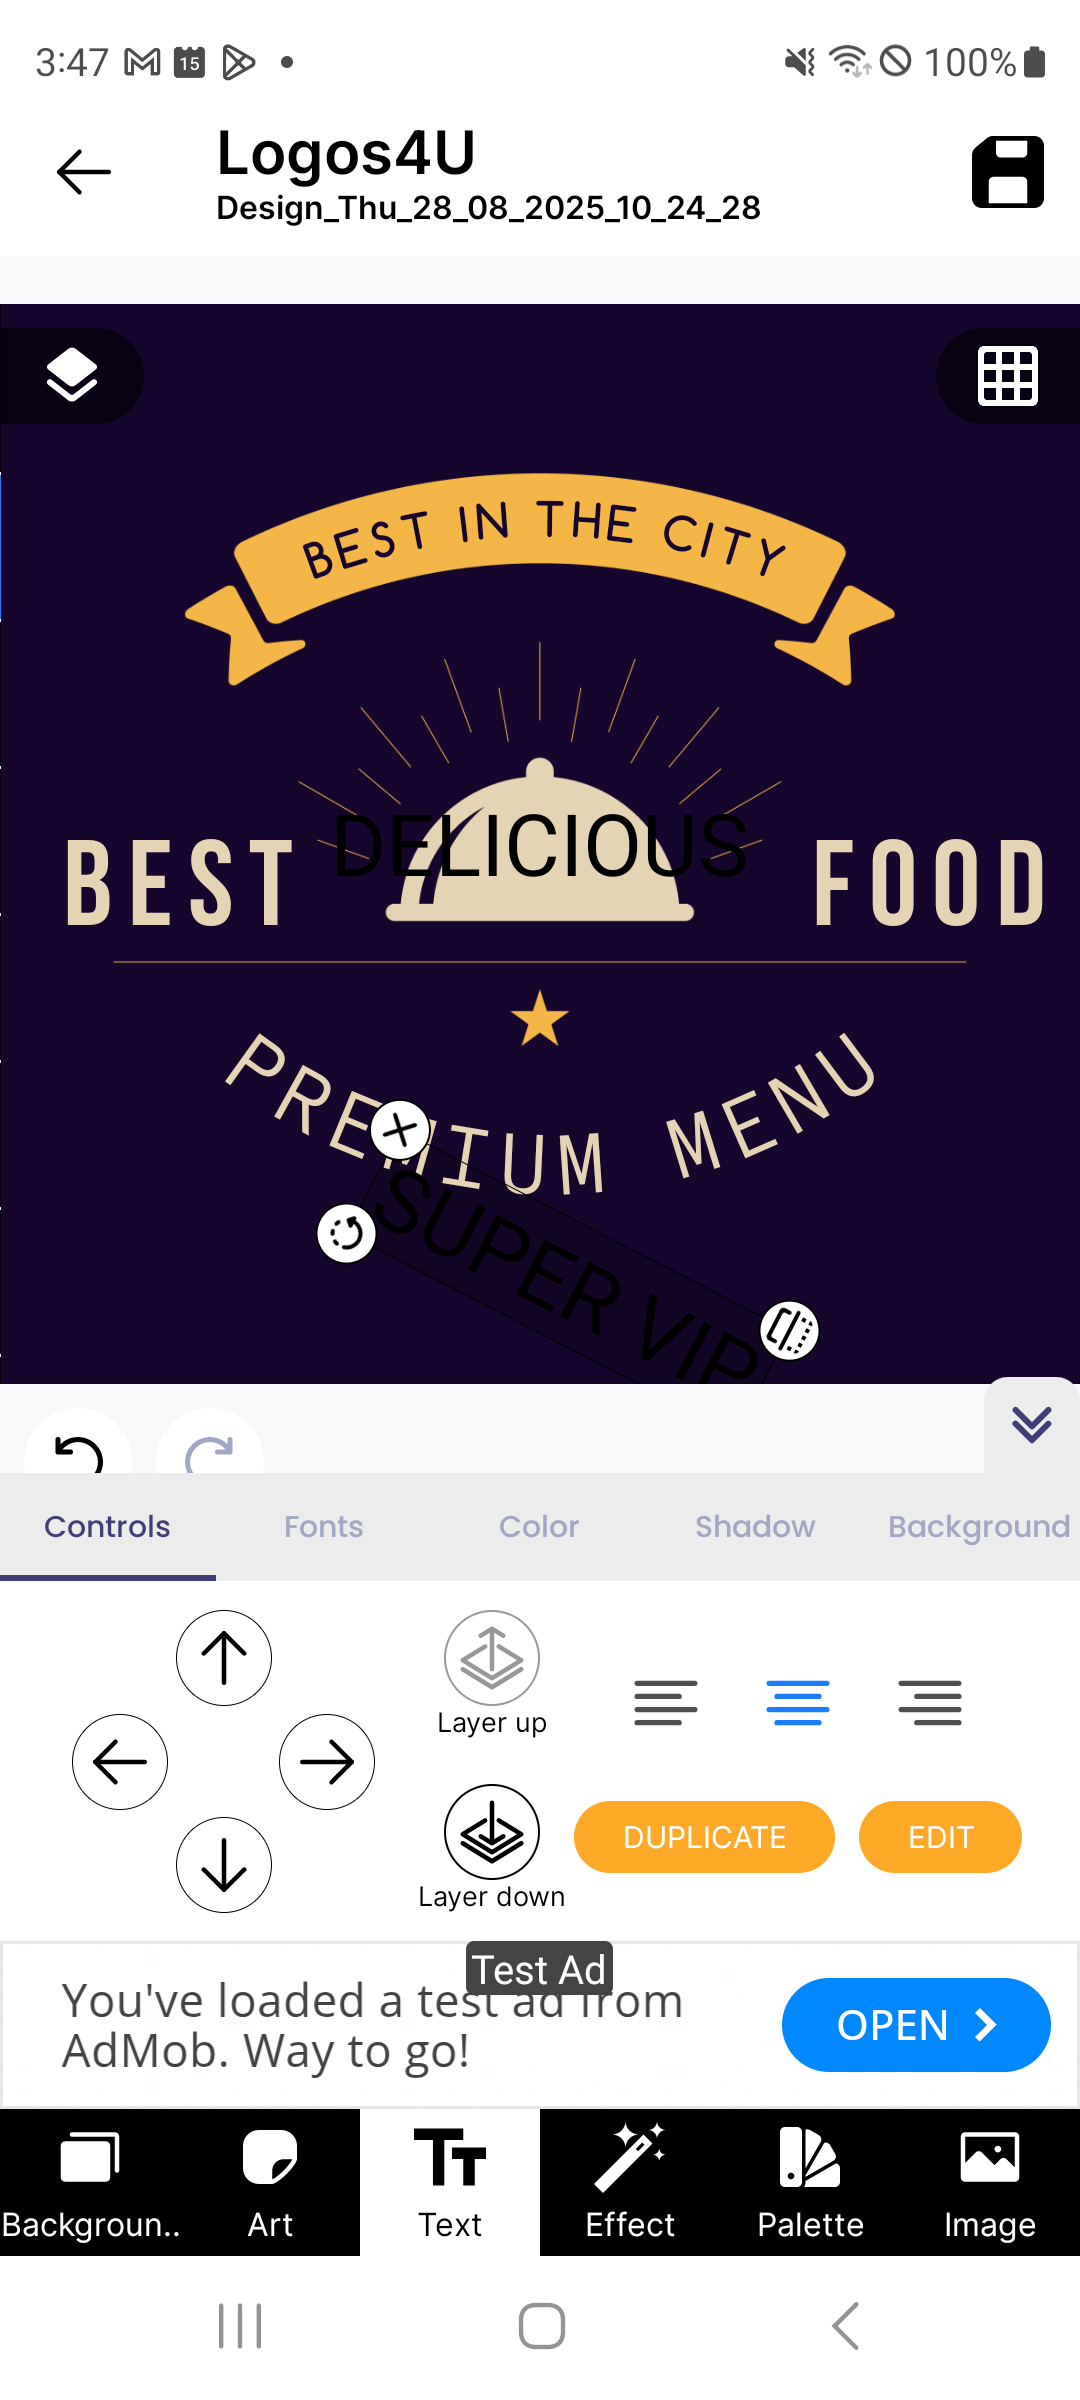 3:47
15
100%
Logos4U
Design_Thu_28_08_2025_10_24_28
BEST IN THE CITY
DELICIOUS
BEST FOOD
PREMIUM MENU
SUPER VIP
Controls Fonts Color Shadow Background
Layer up
Layer down
DUPLICATE EDIT
Test Ad
You've loaded a test ad from
AdMob. Way to go!
OPEN
Backgroun.. Art Text Effect Palette Image